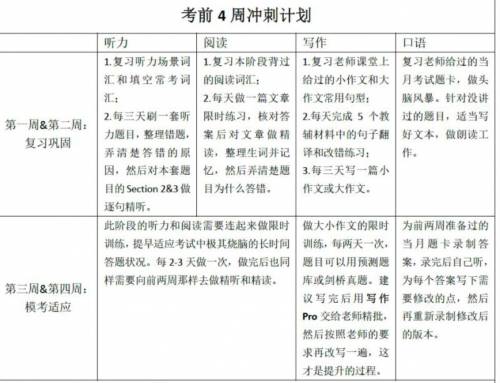 考前 4 周冲刺计划
听力
阅读
写作
口语
第一周&第二周：
复习巩固
1.复习听力场景词
汇和填空常考词
汇；
2.每三天刷一套听
力题目，整理错题，
弄清楚答错的原
因，然后对本套题
目的 Section 2&3 做
逐句精听。
1.复习本阶段背过
的阅读词汇；
2.每天做一篇文章
限时练习，核对答
案后对文章做精
读，整理生词并记
忆，然后弄清楚题
目为什么答错。
1.复习老师课堂上
给过的小作文和大
作文常用句型；
2.每天完成 5 个教
辅材料中的句子翻
译和改错练习；
3.每三天写一篇小
作文或大作文。
复习老师给过的当
月考试题卡，做头
脑风暴。针对没讲
过的题目，适当写
好文本，做朗读工
作。
第三周&第四周：
模考适应
此阶段的听力和阅读需要连起来做限时
训练，提早适应考试中极其烧脑的长时间
答题状况。每 2-3 天做一次，做完后也同
样需要向前两周那样去做精听和精读。
做大小作文的限时
训练，每两天一次，
题目可以用预测题
库或剑桥真题。建
议写完后用写作
Pro 交给老师精批，
然后按照老师的要
求再改写一遍，这
才是提升的过程。
为前两周准备过的
当月题卡录制答
案，录完后自己听，
为每个答案写下需
要修改的点，然后
再重新录制修改后
的版本。